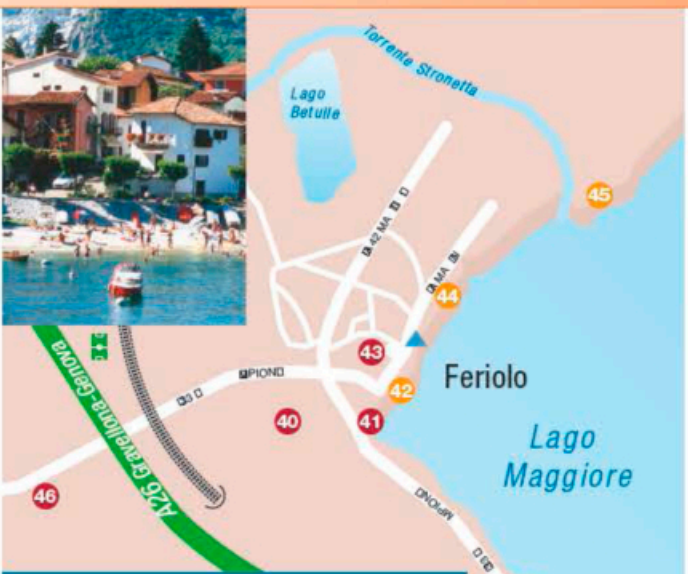 Torrente Stronetta
Lago
Betulle
45
44
43
42
Feriolo
40
41
Lago
Maggiore
A26 Gravellona-Genova
46